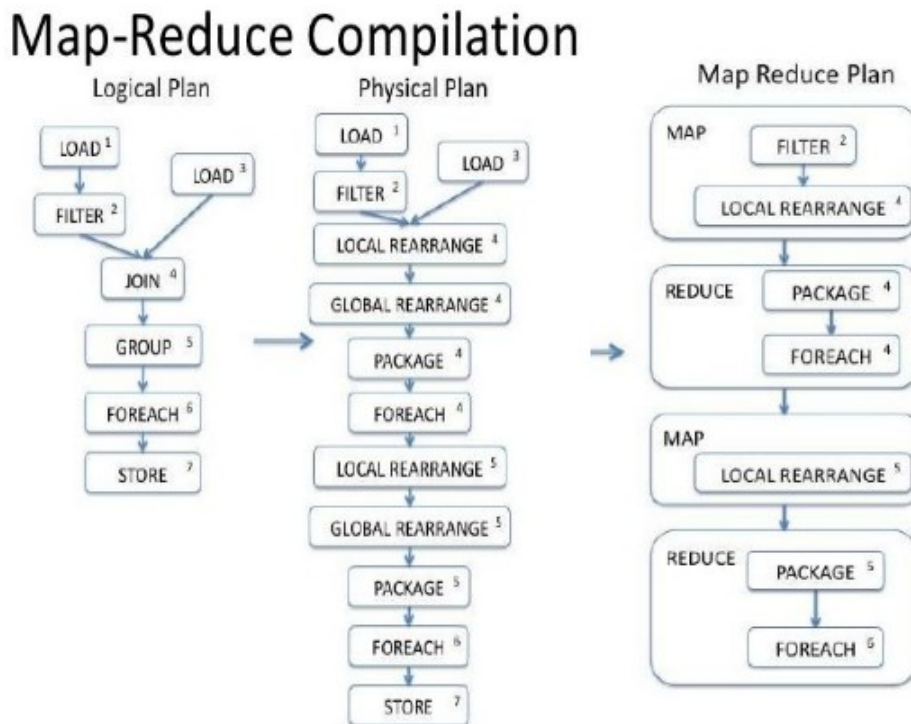 Map-Reduce Compilation
Logical Plan
LOAD 1
LOAD 3
FILTER 2
JOIN 4
GROUP 5
FOREACH 6
STORE 7
Physical Plan
LOAD 1
LOAD 3
FILTER 2
LOCAL REARRANGE 4
GLOBAL REARRANGE 4
PACKAGE 4
FOREACH 4
LOCAL REARRANGE 5
GLOBAL REARRANGE 5
PACKAGE 5
FOREACH 6
STORE 7
Map Reduce Plan
MAP
FILTER 2
LOCAL REARRANGE 4
REDUCE
PACKAGE 4
FOREACH 4
MAP
LOCAL REARRANGE 5
REDUCE
PACKAGE 5
FOREACH 6